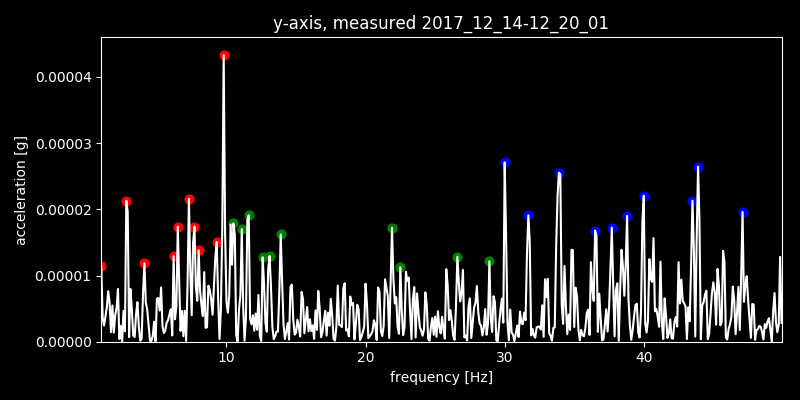 y-axis, measured 2017_12_14-12_20_01
0.00004
0.00003
0.00002
0.00001
0.00000
acceleration [g]
10 20 30 40
frequency [Hz]